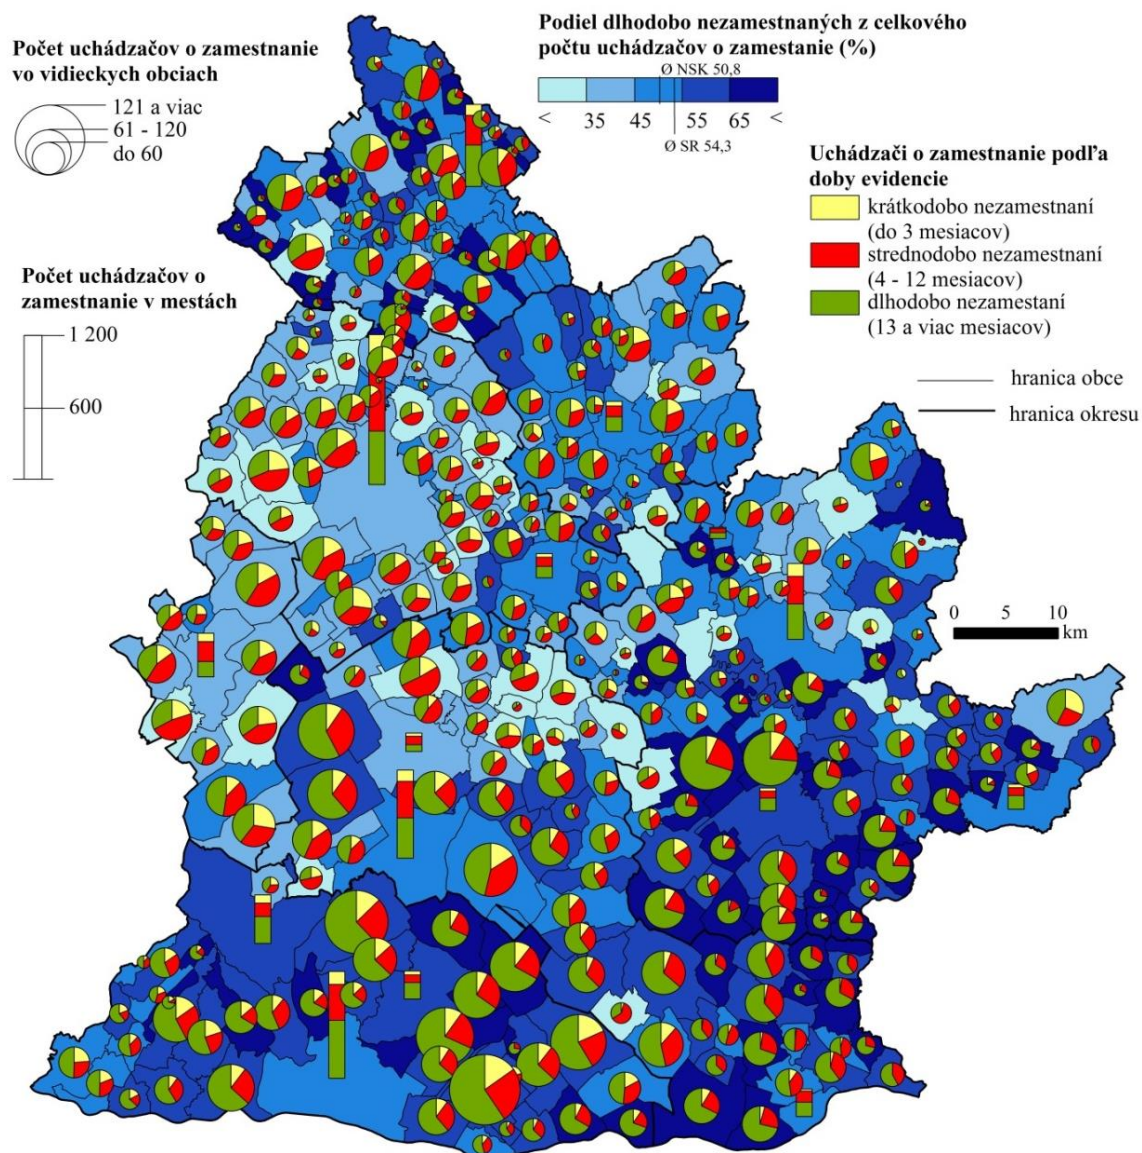 Počet uchádzačov o zamestnanie
vo vidieckych obciach
121 a viac
61 - 120
do 60
Podiel dlhodobo nezamestnaných z celkového
počtu uchádzačov o zamestanie (%)
Ø NSK 50,8
< 35 45 55 65 <
Ø SR 54,3
Uchádzači o zamestnanie podľa
doby evidencie
krátkodobo nezamestnaní
(do 3 mesiacov)
strednodobo nezamestnaní
(4 - 12 mesiacov)
dlhodobo nezamestaní
(13 a viac mesiacov)
Počet uchádzačov o
zamestnanie v mestách
1 200
600
hranica obce
hranica okresu
0 5 10
km